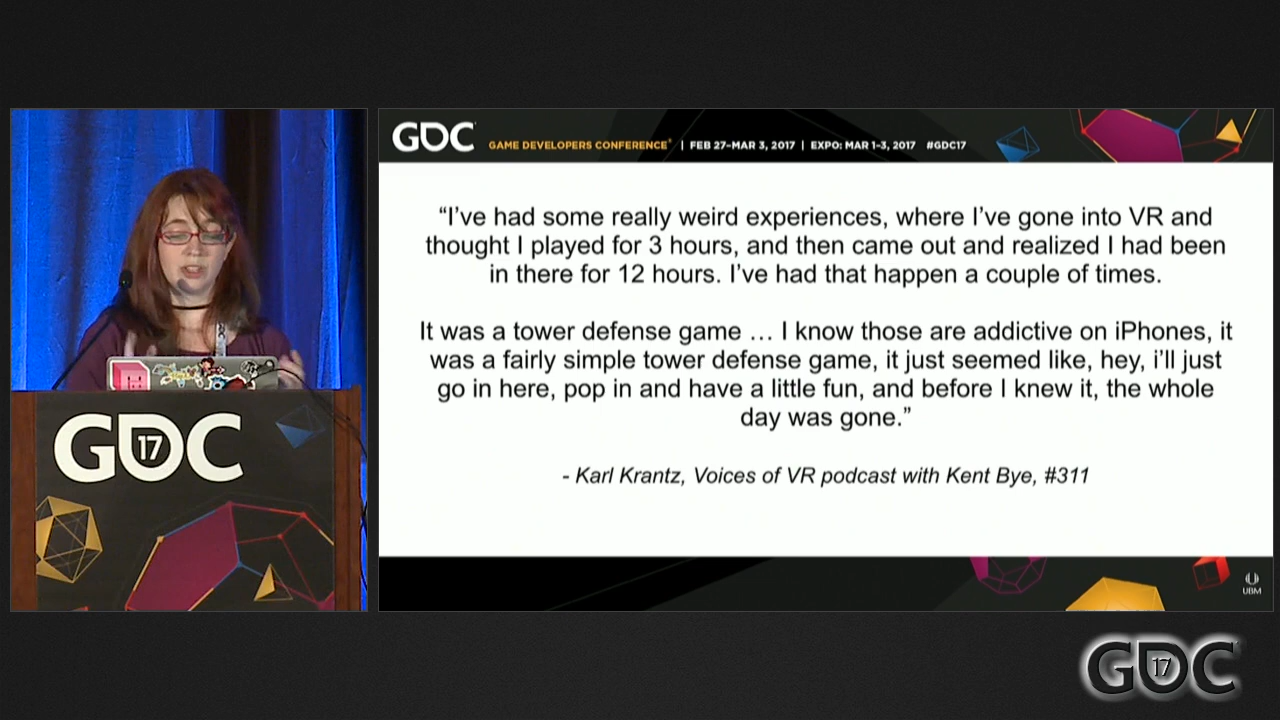 GDC
GAME DEVELOPERS CONFERENCE® | FEB 27–MAR 3, 2017 | EXPO: MAR 1–3, 2017 #GDC17
“I’ve had some really weird experiences, where I’ve gone into VR and
thought I played for 3 hours, and then came out and realized I had been
in there for 12 hours. I’ve had that happen a couple of times.
It was a tower defense game … I know those are addictive on iPhones, it
was a fairly simple tower defense game, it just seemed like, hey, i’ll just
go in here, pop in and have a little fun, and before I knew it, the whole
day was gone.”
- Karl Krantz, Voices of VR podcast with Kent Bye, #311
UBM
GDC
17
GDC
17